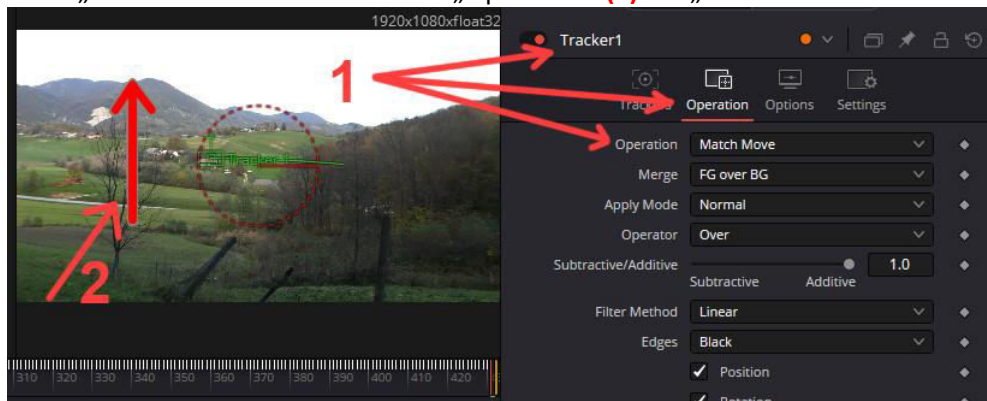 1920x1080xfloat32
Tracker1
1
Trackers Operation Options Settings
Tracker
Operation Match Move
Merge FG over BG
Apply Mode Normal
Operator Over
Subtractive/Additive 1.0
Subtractive Additive
Filter Method Linear
Edges Black
Position
2
310 320 330 340 350 360 370 380 390 400 410 420